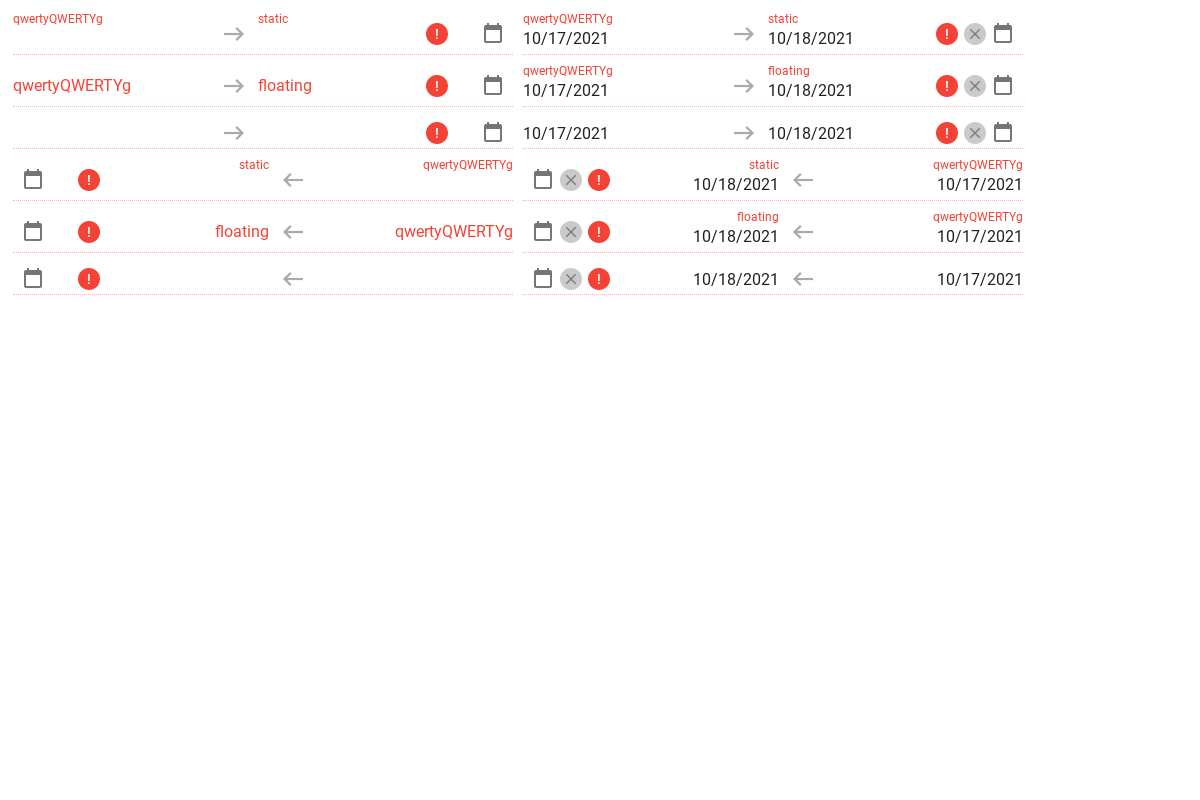 qwertyQWERTYg static qwertyQWERTYg static
10/17/2021 10/18/2021
qwertyQWERTYg floating
qwertyQWERTYg floating 10/17/2021 10/18/2021
10/17/2021 10/18/2021
static qwertyQWERTYg static qwertyQWERTYg
10/18/2021 10/17/2021
floating qwertyQWERTYg
floating qwertyQWERTYg 10/18/2021 10/17/2021
10/18/2021 10/17/2021